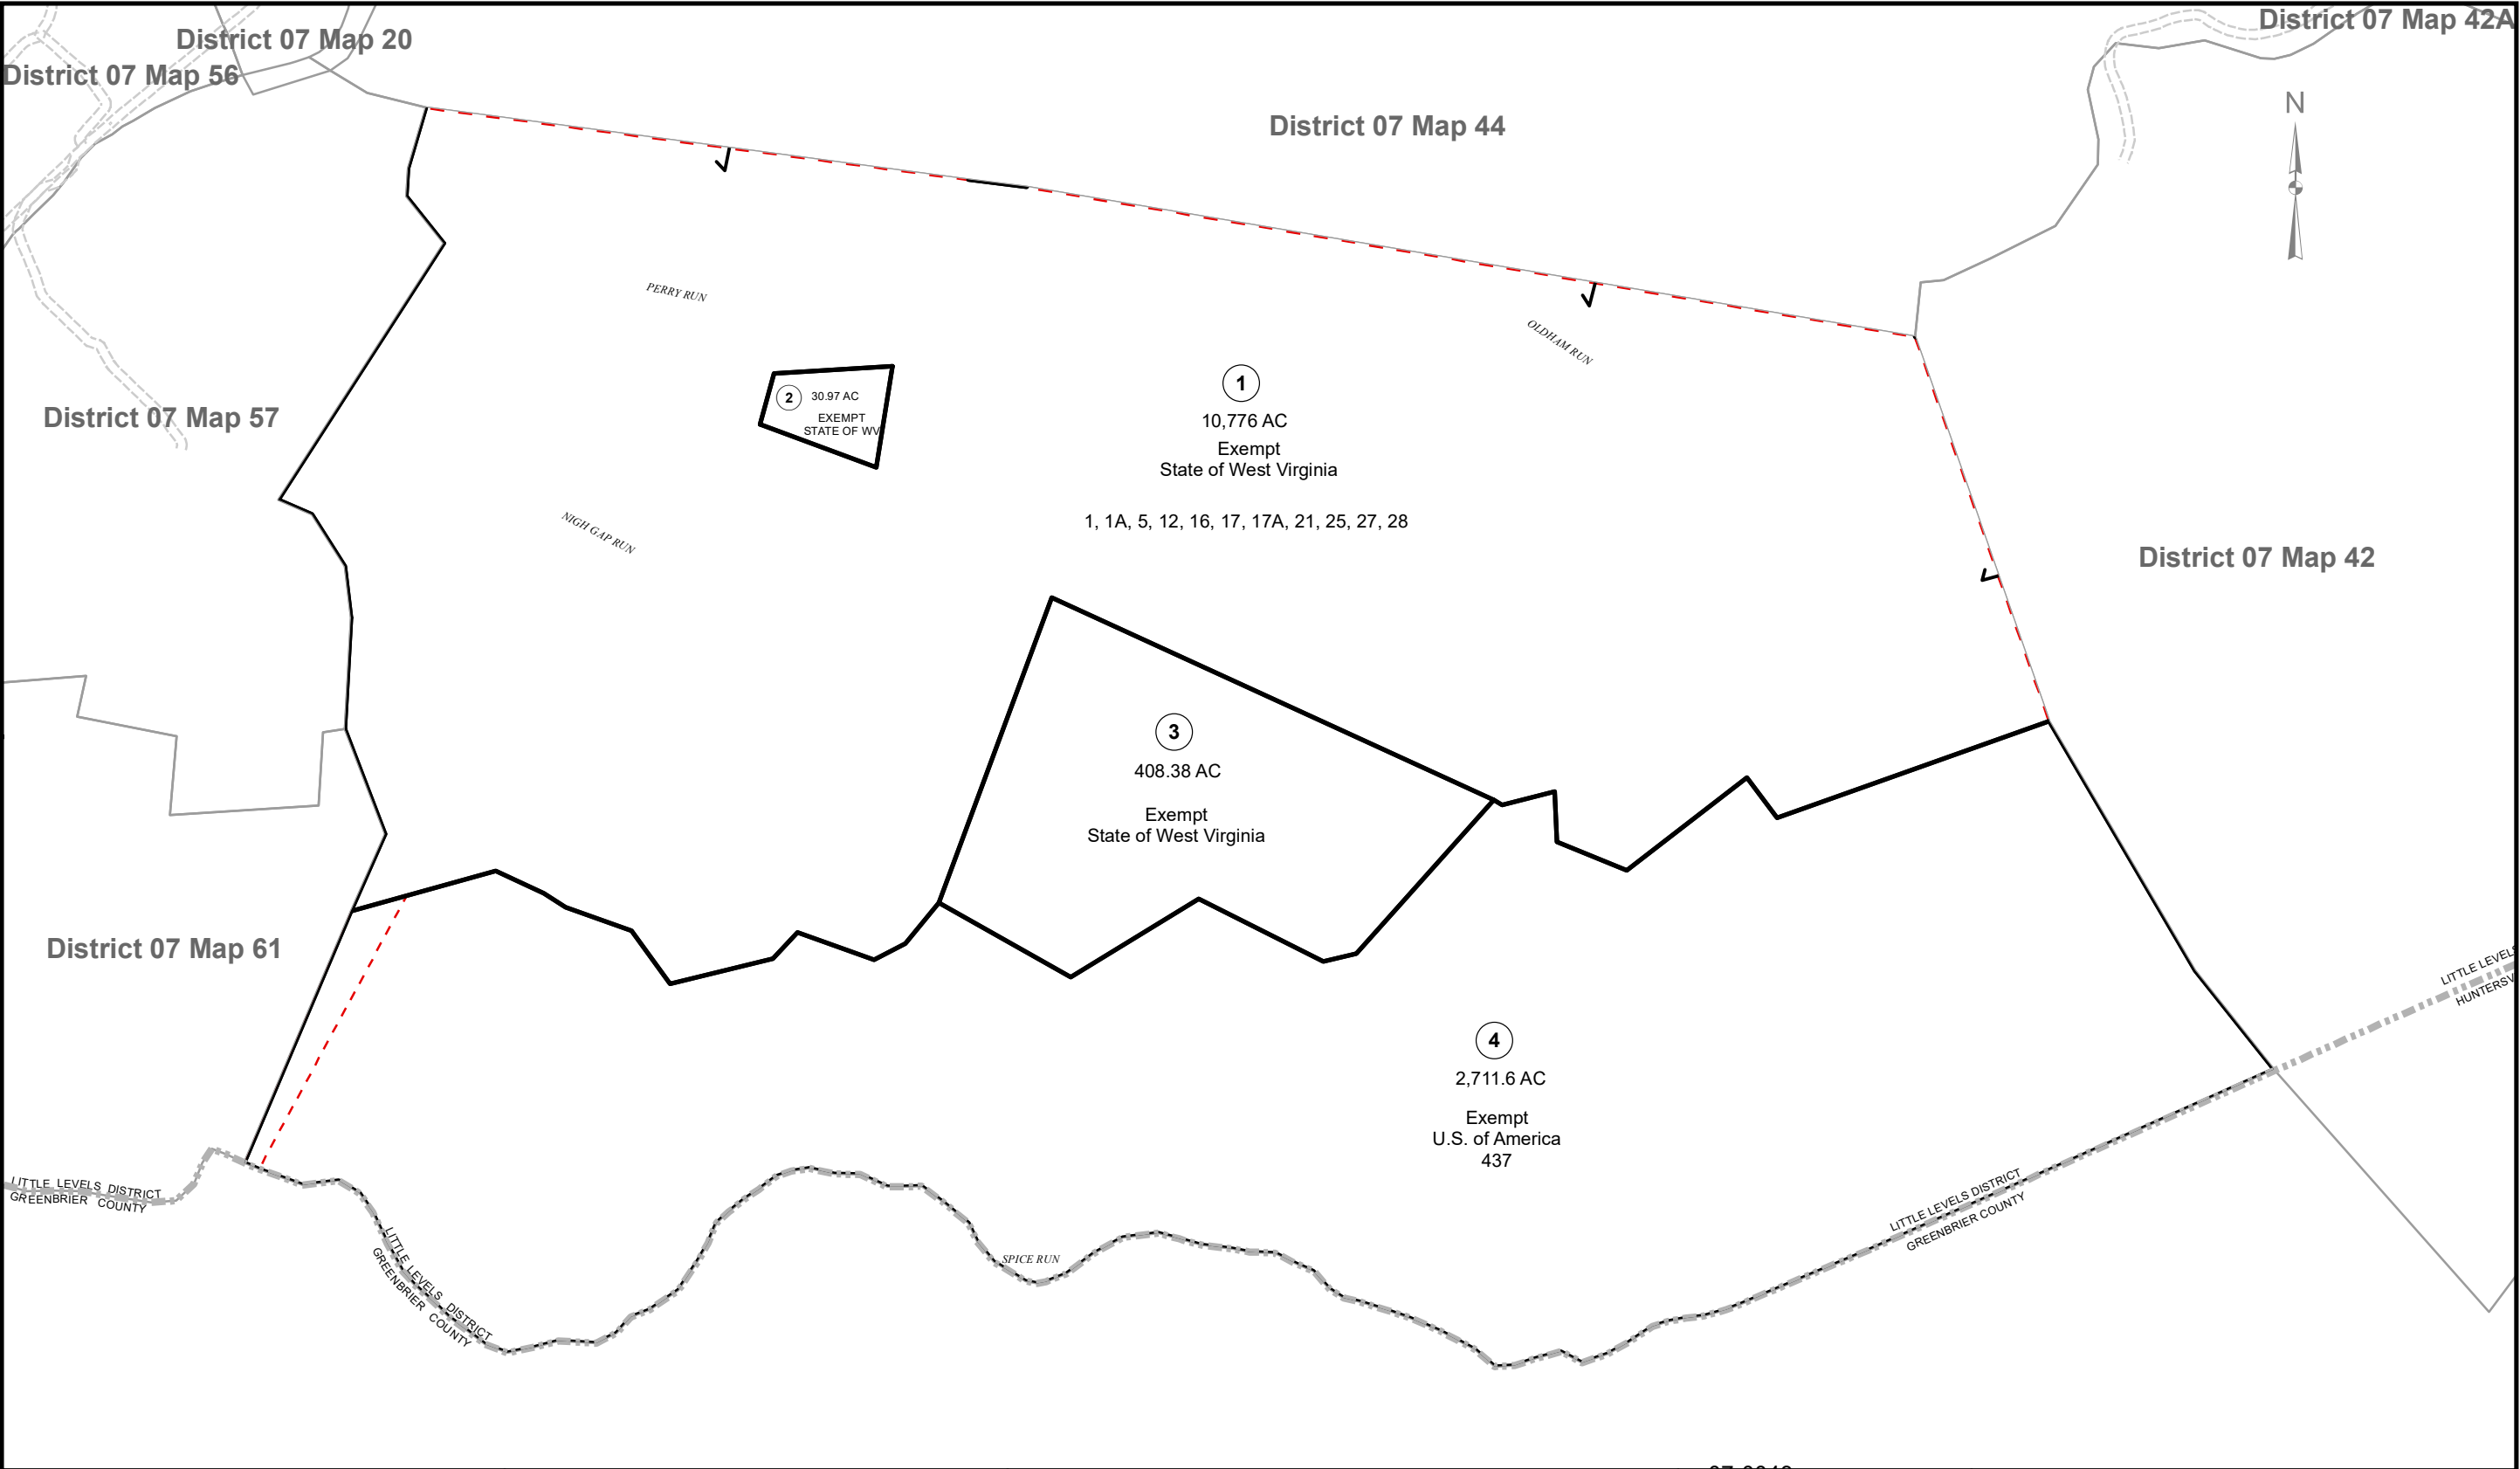 District 07 Map 42A
District 07 Map 20
District 07 Map 56
N
District 07 Map 44
PERRY RUN
OLDHAM RUN
1
10,776 AC
Exempt
State of West Virginia
1, 1A, 5, 12, 16, 17, 17A, 21, 25, 27, 28
2 30.97 AC
EXEMPT
STATE OF WV
District 07 Map 57
NIGH GAP RUN
District 07 Map 42
3
408.38 AC
Exempt
State of West Virginia
District 07 Map 61
LITTLE LEVELS
HUNTERSV
4
2,711.6 AC
Exempt
U.S. of America
437
LITTLE LEVELS DISTRICT
GREENBRIER COUNTY
LITTLE LEVELS DISTRICT
GREENBRIER COUNTY
LITTLE LEVELS DISTRICT
GREENBRIER COUNTY
SPICE RUN